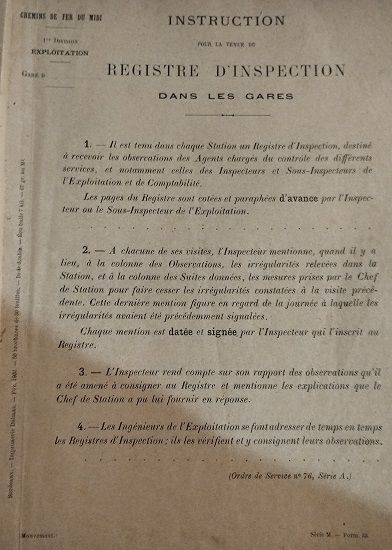 CHEMINS DE FER DU MIDI
EXPLOITATION
INSTRUCTION
POUR LA TENUE DU
REGISTRE D'INSPECTION
DANS LES GARES
1. — Il est tenu dans chaque Station un Registre d'Inspection, destiné
à recevoir les observations des Agents chargés du contrôle des différents
services, et notamment celles des Inspecteurs et Sous-Inspecteurs de
l'Exploitation et de Comptabilité.
Les pages du Registre sont cotées et paraphées d'avance par l'Inspec-
teur ou le Sous-Inspecteur de l'Exploitation.
2. — A chacune de ses visites, l'Inspecteur mentionne, quand il y a
lieu, à la colonne des Observations, les irrégularités relevées dans la
Station, et à la colonne des Suites données, les mesures prises par le Chef
de Station pour faire cesser les irrégularités constatées à la visite précé-
dente. Cette dernière mention figure en regard de la journée à laquelle les
irrégularités avaient été précédemment signalées.
Chaque mention est datée et signée par l'Inspecteur qui l'inscrit au
Registre.
3. — L'Inspecteur rend compte sur son rapport des observations qu'il
a été amené à consigner au Registre et mentionne les explications que le
Chef de Station a pu lui fournir en réponse.
4. — Les Ingénieurs de l'Exploitation se font adresser de temps en temps
les Registres d'Inspection; ils les vérifient et y consignent leurs observations.
(Ordre de Service nº 76, Série A.)
Mouvement.
Série M. — Form.
Bordeaux. — Imprimerie